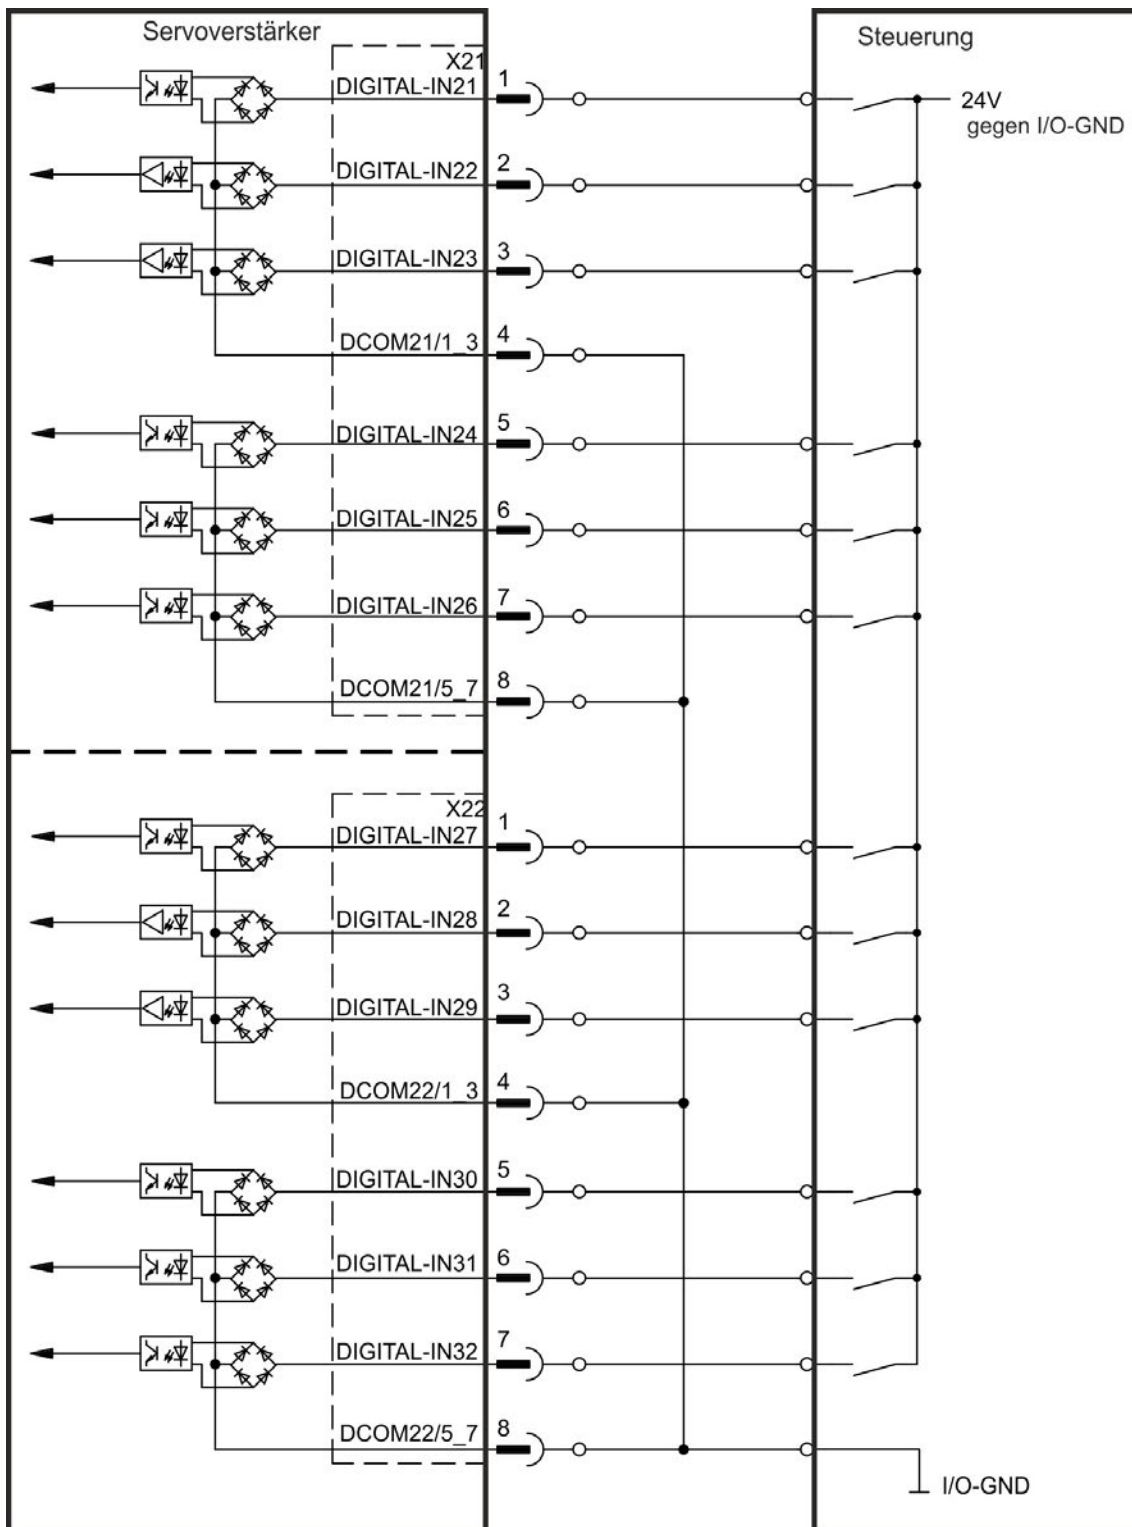 Servoverstärker
Steuerung
X21
DIGITAL-IN21 1
24V
gegen I/O-GND
DIGITAL-IN22 2
DIGITAL-IN23 3
DCOM21/1_3 4
DIGITAL-IN24 5
DIGITAL-IN25 6
DIGITAL-IN26 7
DCOM21/5_7 8
X22
DIGITAL-IN27 1
DIGITAL-IN28 2
DIGITAL-IN29 3
DCOM22/1_3 4
DIGITAL-IN30 5
DIGITAL-IN31 6
DIGITAL-IN32 7
DCOM22/5_7 8
I/O-GND